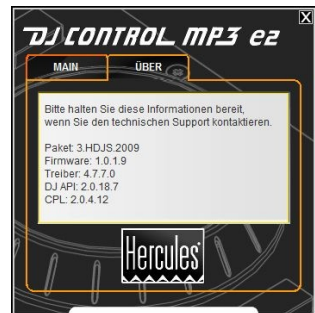 X
DJ CONTROL MP3 e2
MAIN ÜBER
Bitte halten Sie diese Informationen bereit,
wenn Sie den technischen Support kontaktieren.
Paket: 3.HDJS.2009
Firmware: 1.0.1.9
Treiber: 4.7.7.0
DJ API: 2.0.18.7
CPL: 2.0.4.12
Hercules